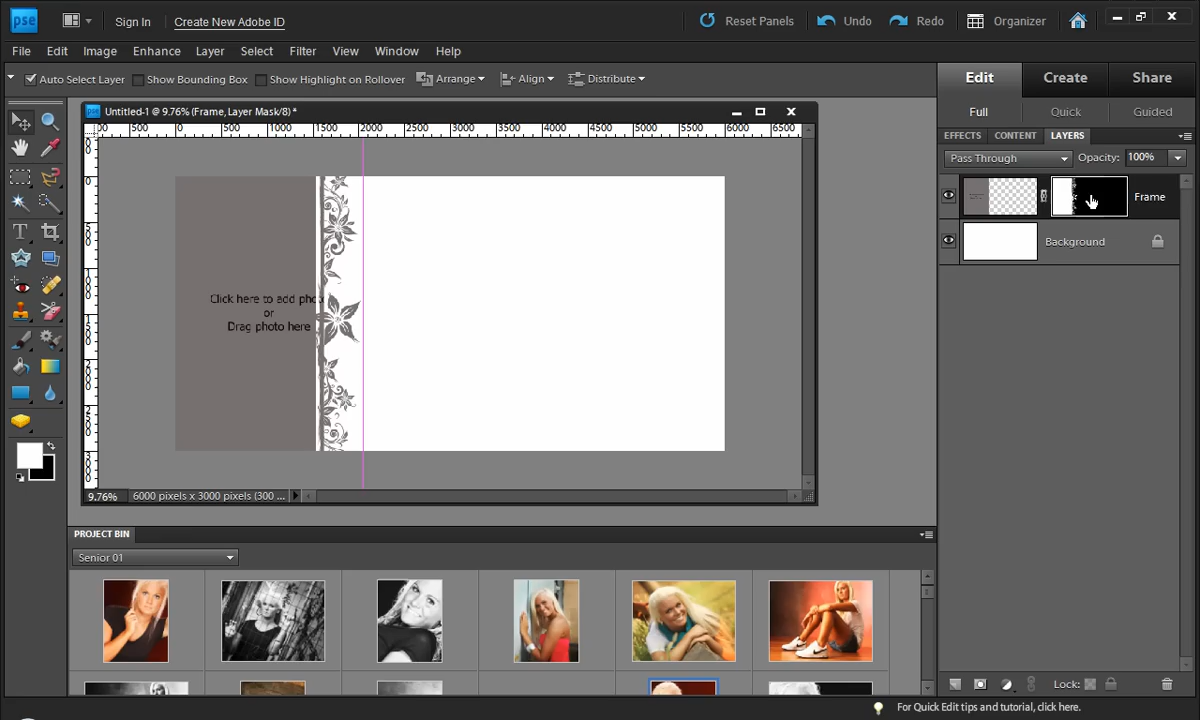 pse Sign In Create New Adobe ID Reset Panels Undo Redo Organizer
File Edit Image Enhance Layer Select Filter View Window Help
Auto Select Layer Show Bounding Box Show Highlight on Rollover Arrange Align Distribute
Edit Create Share
Full Quick Guided
EFFECTS CONTENT LAYERS
Pass Through Opacity: 100%
Frame
Background
Untitled-1 @ 9.76% (Frame,Layer Mask/8) *
00 500 0 500 1000 1500 2000 2500 3000 3500 4000 4500 5000 5500 6000 6500
Click here to add photo
or
Drag photo here
9.76% 6000 pixels x 3000 pixels (300 ...
PROJECT BIN
Senior 01
Lock:
For Quick Edit tips and tutorial, click here.